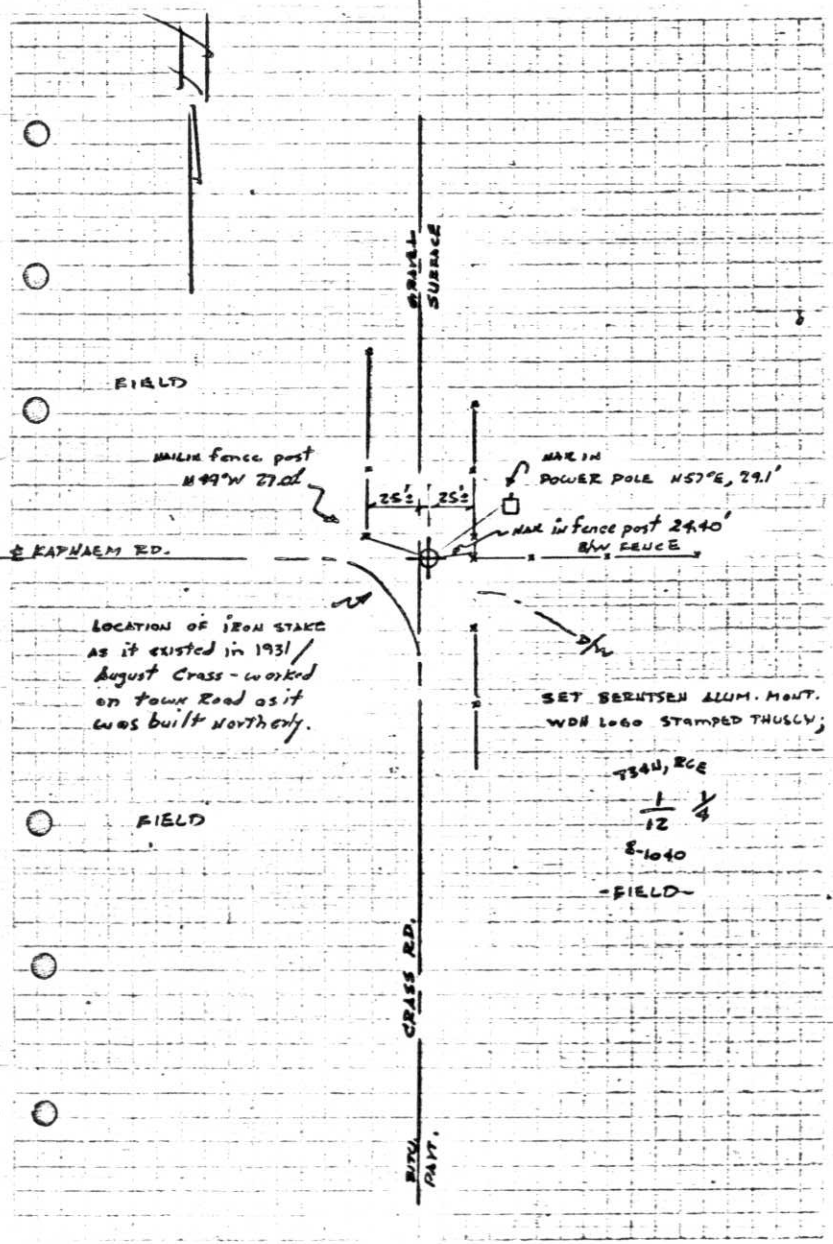 GRAVEL
SURFACE
FIELD
NAIL IN fence post
N 49°W 27.02'
NAIL IN
POWER POLE N57°E, 29.1'
25'±
25'±
NAIL in fence post 24.40'
B/W FENCE
℄ KAPHAEM RD.
LOCATION OF IRON STAKE
AS it existed in 1931/
August Crass - worked
on town Road as it
was built Northerly.
D/W
SET BERNTSEN ALUM. MONT.
WDH LOGO STAMPED THUSLY;
T34N, R6E
1
12
1/4
S-1040
-FIELD-
FIELD
CRASS RD.
BITU.
PAVT.